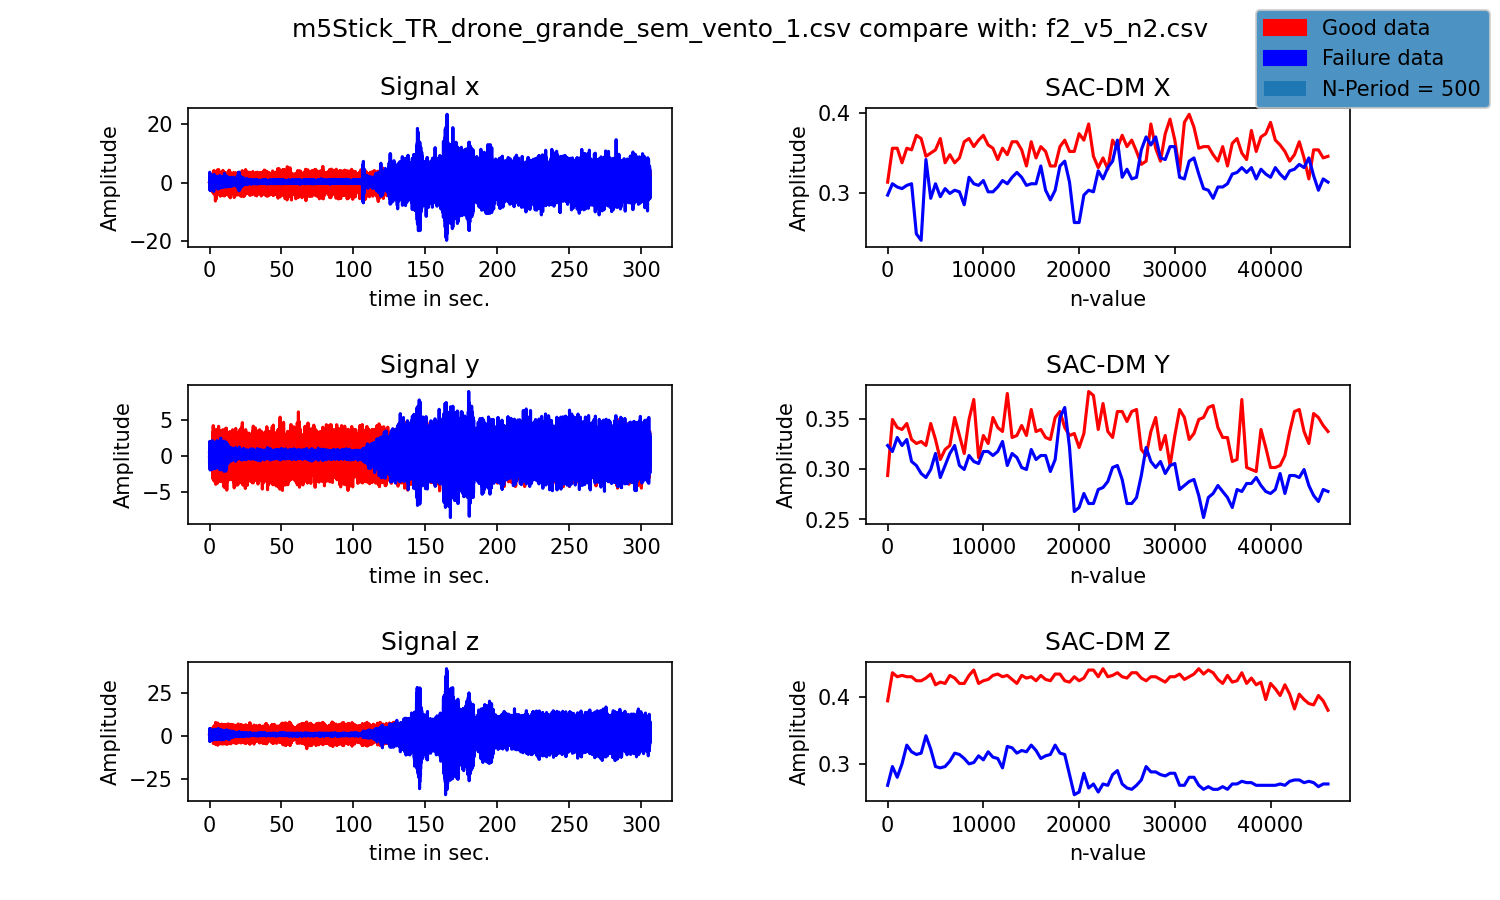 m5Stick_TR_drone_grande_sem_vento_1.csv compare with: f2_v5_n2.csv
Good data
Failure data
N-Period = 500
Signal x
Amplitude
20
0
−20
0 50 100 150 200 250 300
time in sec.
SAC-DM X
Amplitude
0.4
0.3
0 10000 20000 30000 40000
n-value
Signal y
Amplitude
5
0
−5
0 50 100 150 200 250 300
time in sec.
SAC-DM Y
Amplitude
0.35
0.30
0.25
0 10000 20000 30000 40000
n-value
Signal z
Amplitude
25
0
−25
0 50 100 150 200 250 300
time in sec.
SAC-DM Z
Amplitude
0.4
0.3
0 10000 20000 30000 40000
n-value